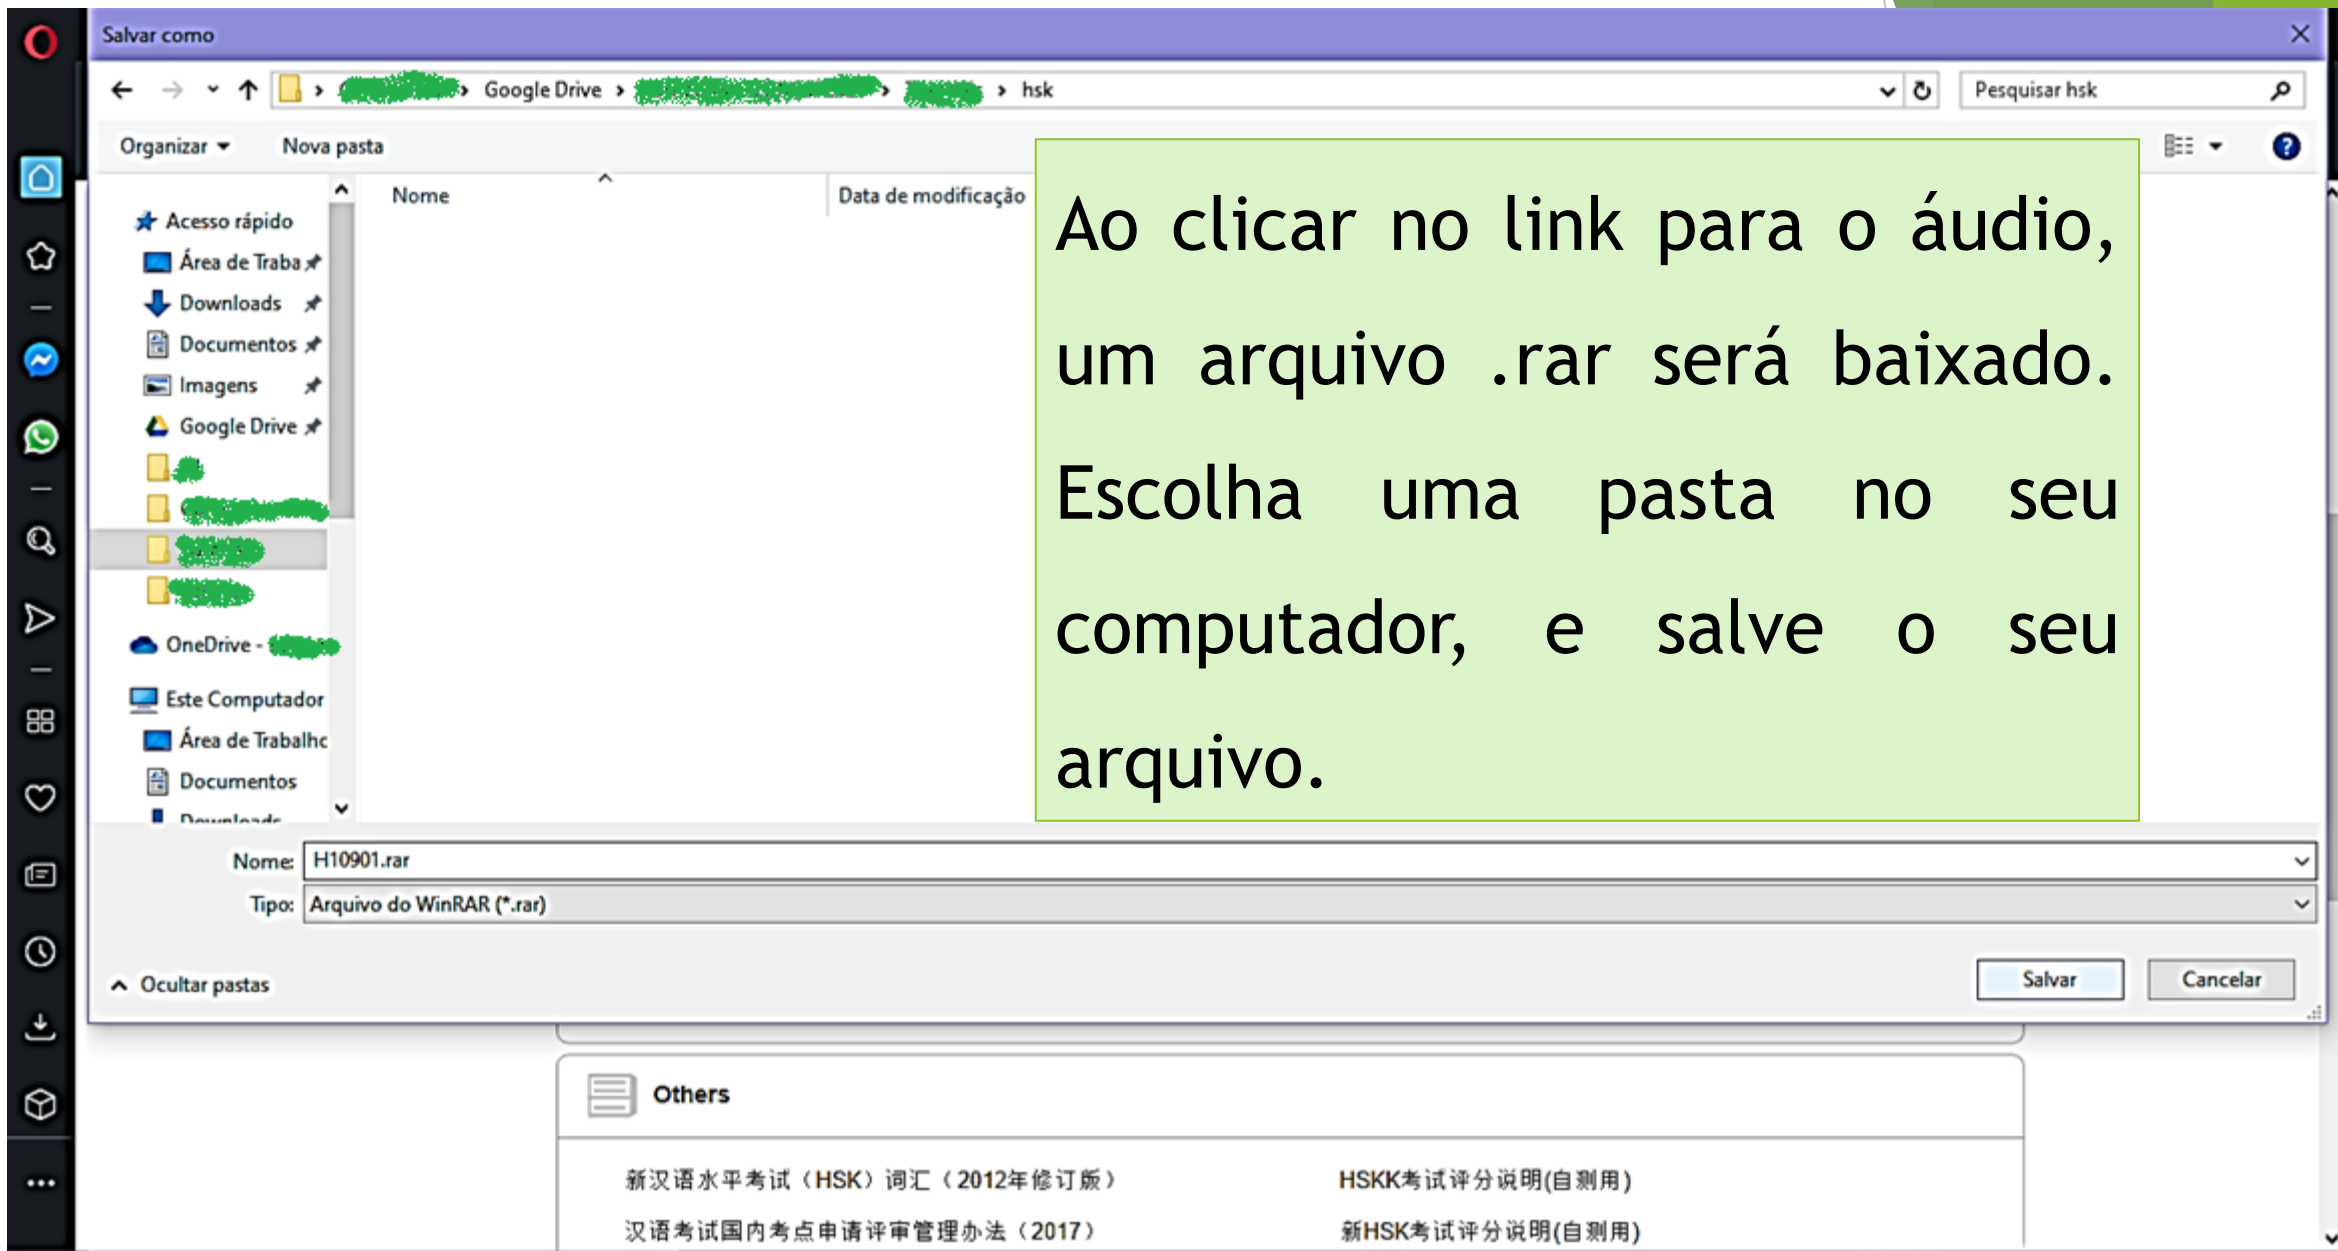 Salvar como
Google Drive
hsk
Pesquisar hsk
Organizar
Nova pasta
Nome
Data de modificação
Acesso rápido
Área de Traba
Downloads
Documentos
Imagens
Google Drive
OneDrive -
Este Computador
Área de Trabalho
Documentos
Downloads
Ao clicar no link para o áudio,
um arquivo .rar será baixado.
Escolha uma pasta no seu
computador, e salve o seu
arquivo.
Nome: H10901.rar
Tipo: Arquivo do WinRAR (*.rar)
Ocultar pastas
Salvar
Cancelar
Others
新汉语水平考试（HSK）词汇（2012年修订版）
HSKK考试评分说明(自测用)
汉语考试国内考点申请评审管理办法（2017）
新HSK考试评分说明(自测用)